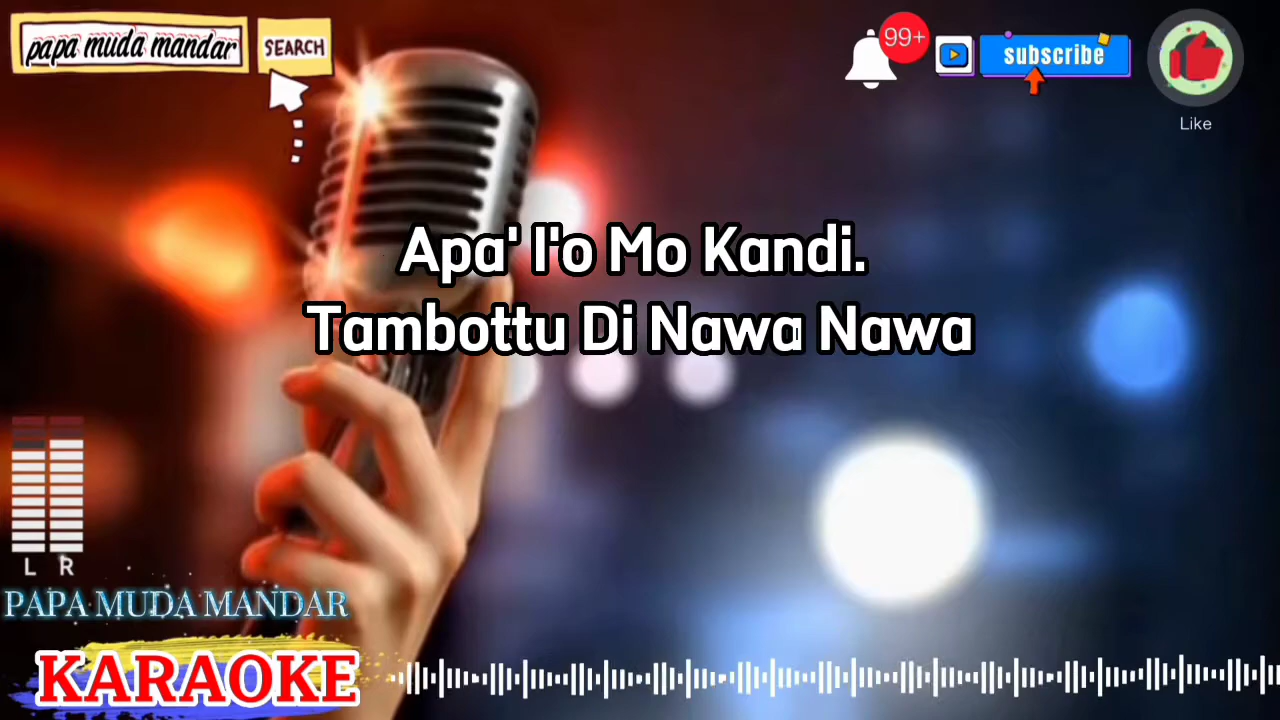 papa muda mandar
SEARCH
99+
subscribe
Like
Apa' I'o Mo Kandi.
Tambottu Di Nawa Nawa
L R
PAPA MUDA MANDAR
KARAOKE